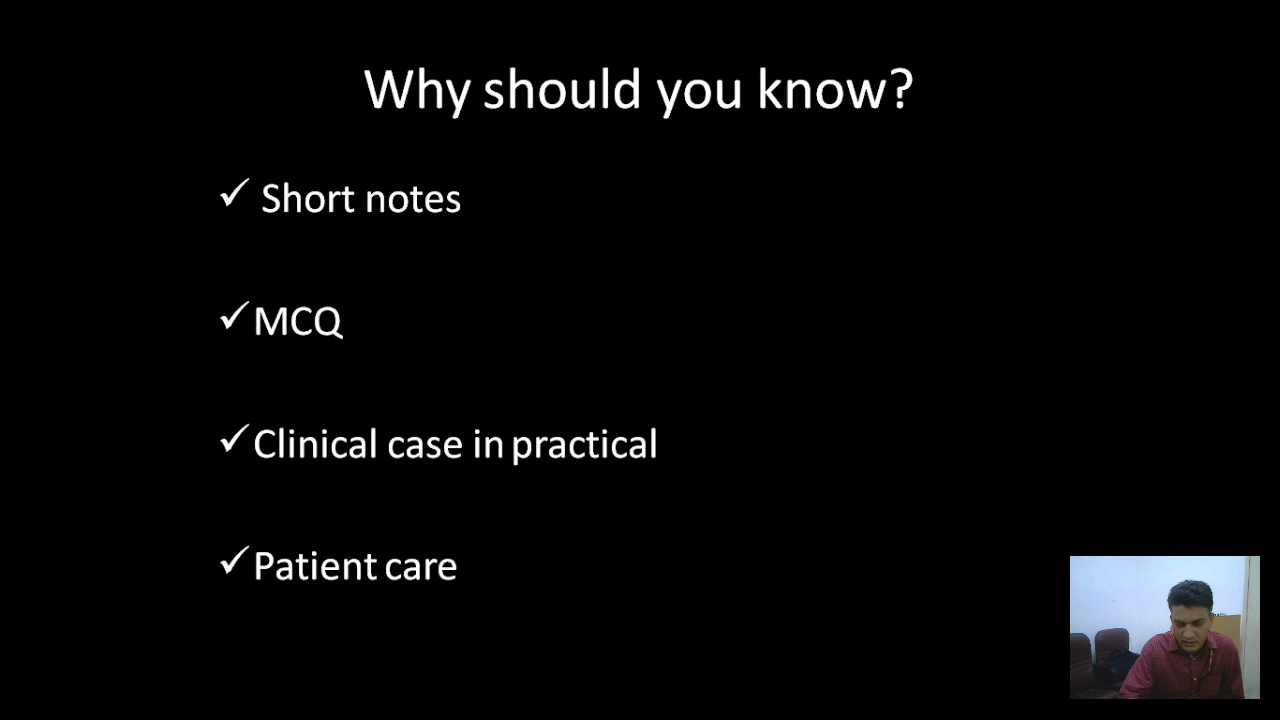 Why should you know?
✓ Short notes
✓ MCQ
✓ Clinical case in practical
✓ Patient care